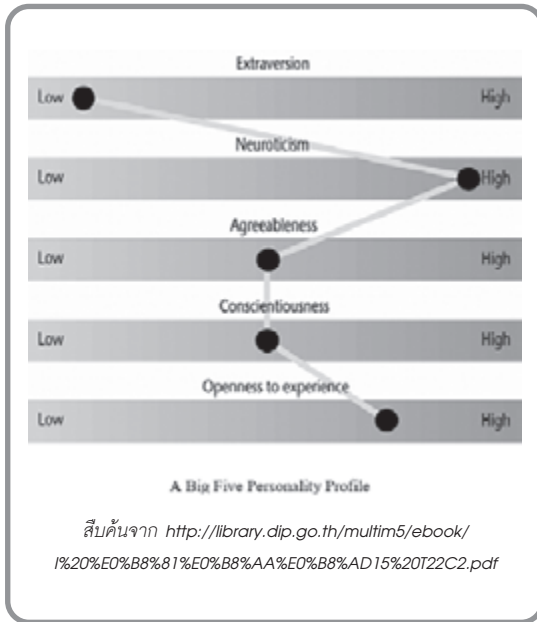 Extraversion
Low High
Neuroticism
Low High
Agreeableness
Low High
Conscientiousness
Low High
Openness to experience
Low High
A Big Five Personality Profile
สืบค้นจาก http://library.dip.go.th/multim5/ebook/
I%20%E0%B8%81%E0%B8%AA%E0%B8%AD15%20T22C2.pdf